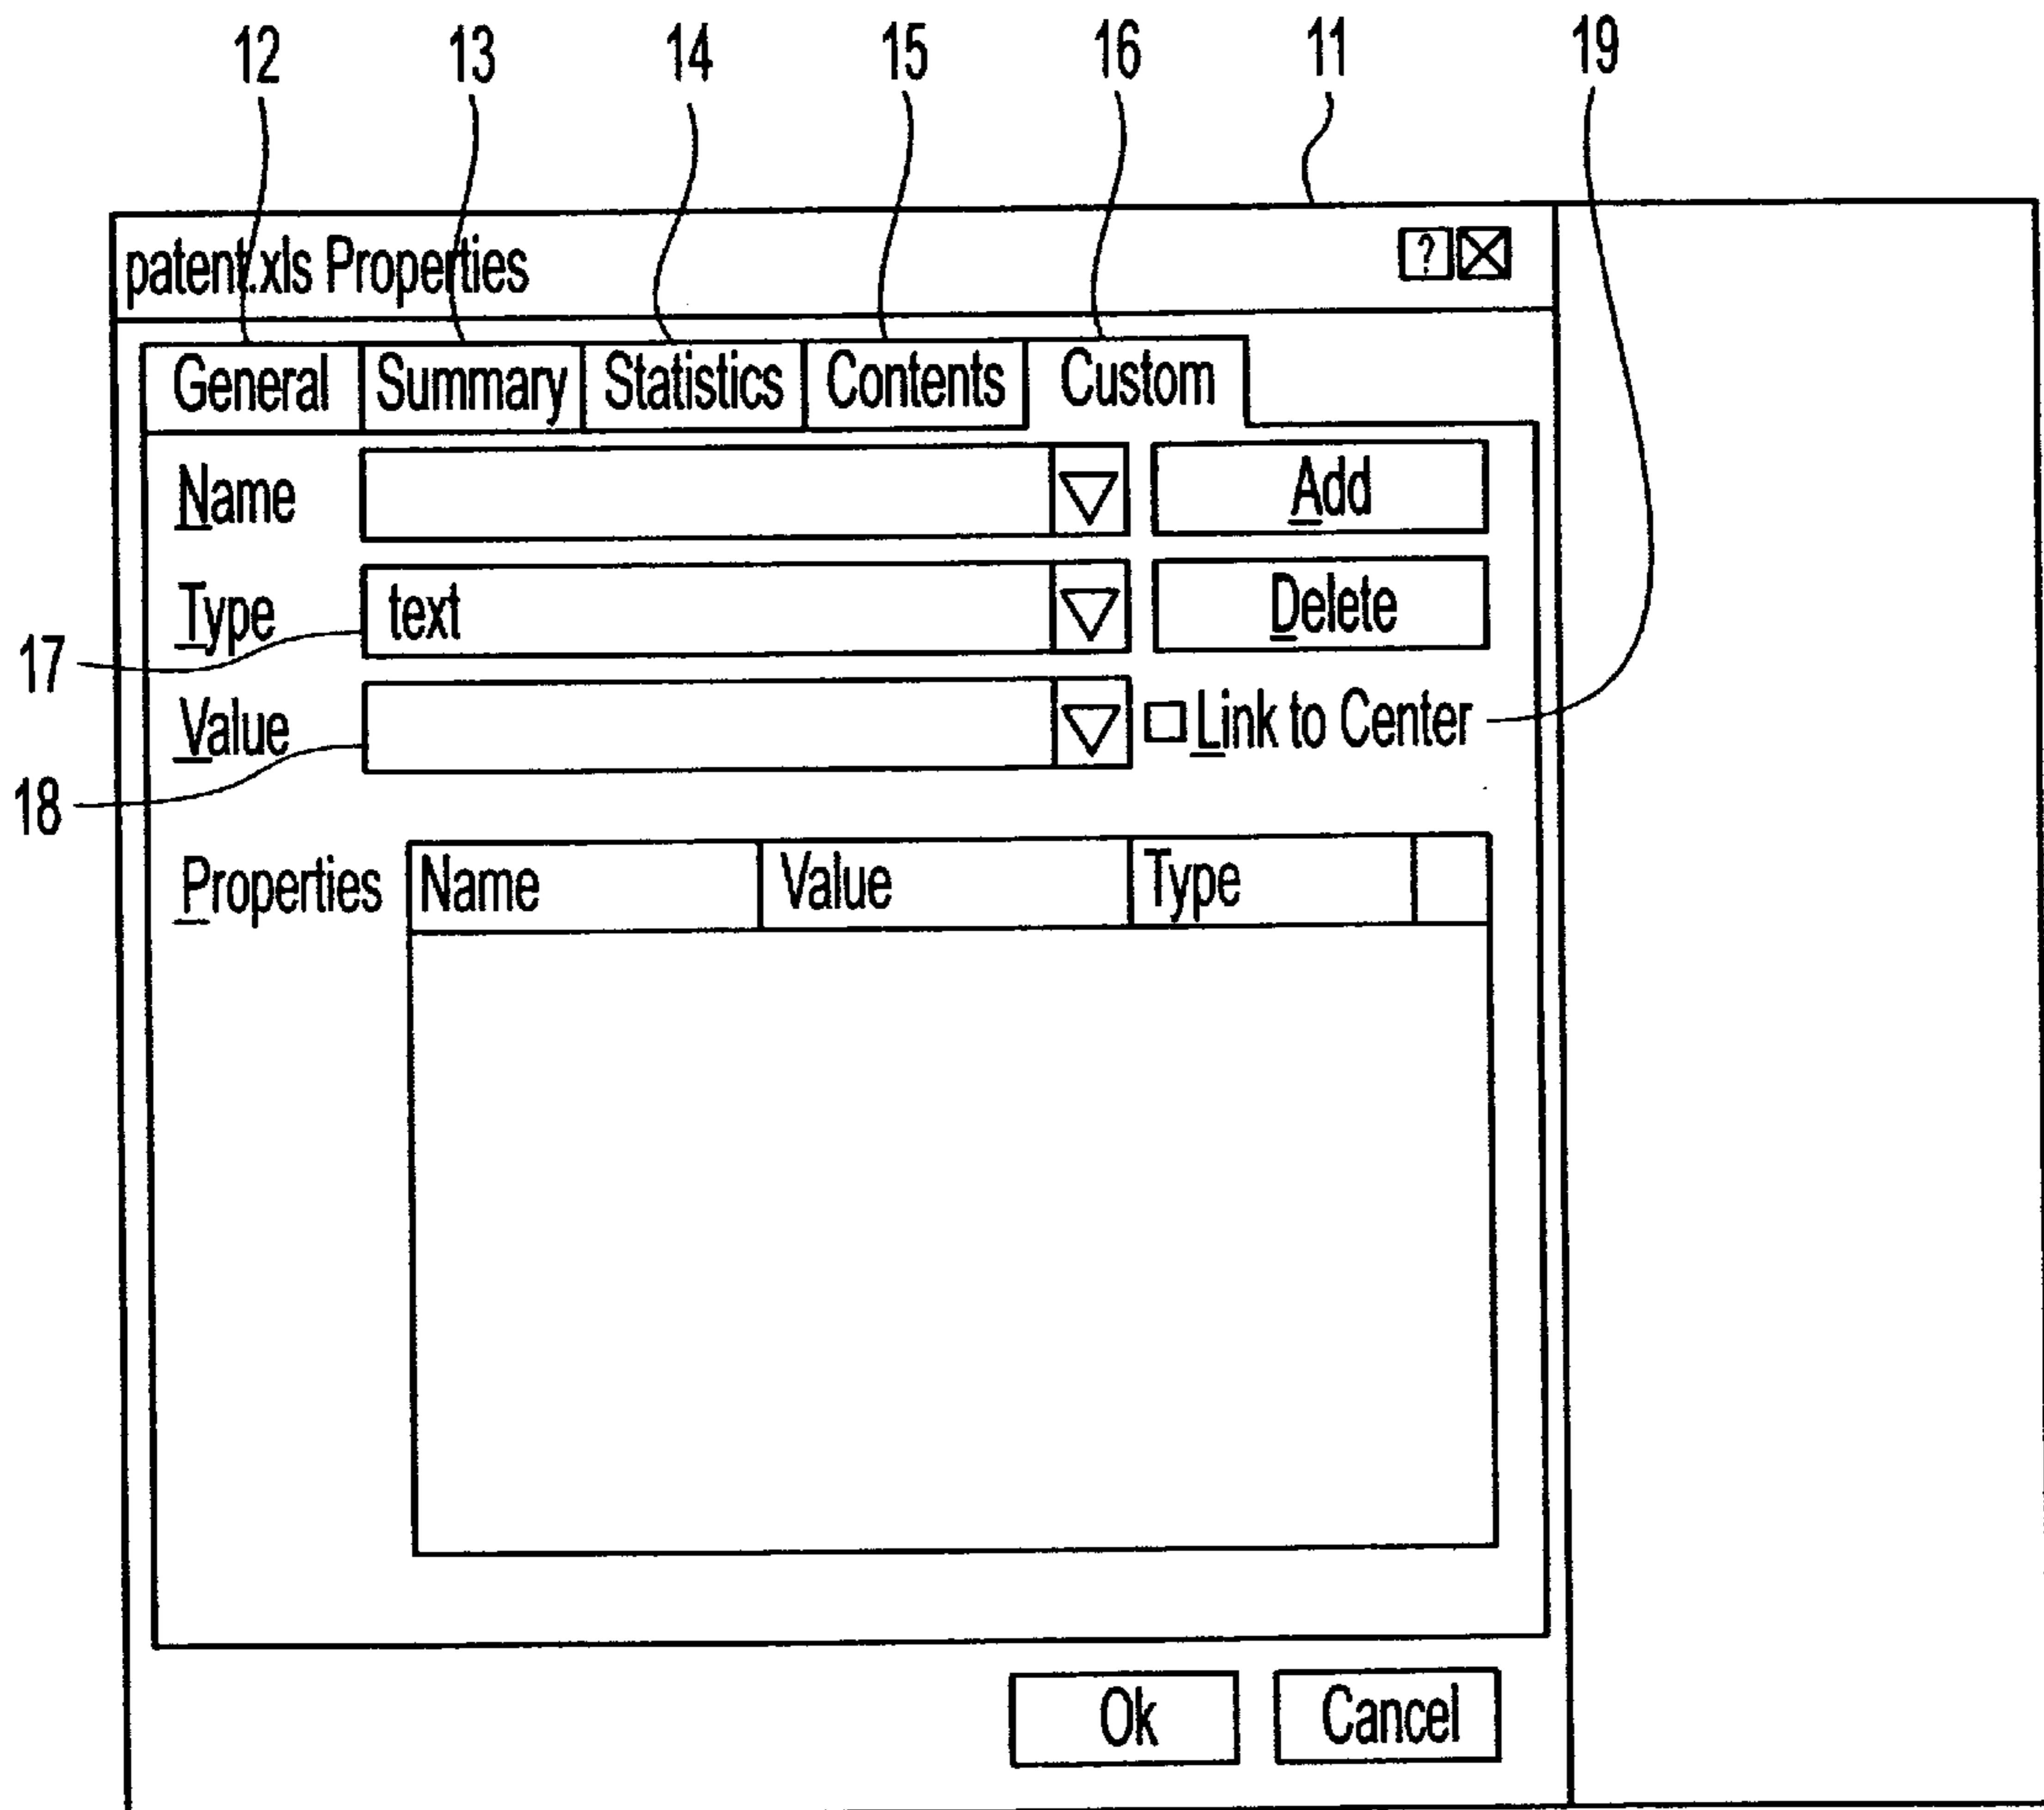 12 13 14 15 16 11 19
patent.xls Properties ?
General Summary Statistics Contents Custom
Name Add
Type text Delete
17
Value Link to Center
18
Properties Name Value Type
Ok Cancel